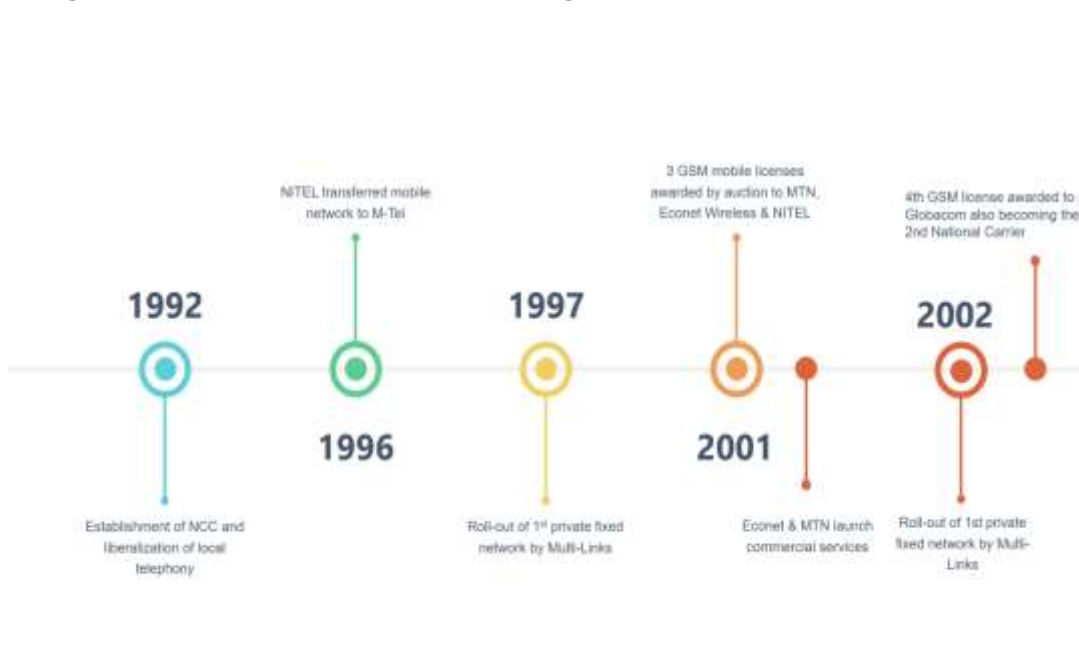 1992
Establishment of NCC and
liberalization of local
telephony
NITEL transferred mobile
network to M-Tel
1996
1997
Roll-out of 1st private fixed
network by Multi-Links
3 GSM mobile licenses
awarded by auction to MTN,
Econet Wireless & NITEL
2001
Econet & MTN launch
commercial services
2002
Roll-out of 1st private
fixed network by Multi-
Links
4th GSM license awarded to
Globacom also becoming the
2nd National Carrier